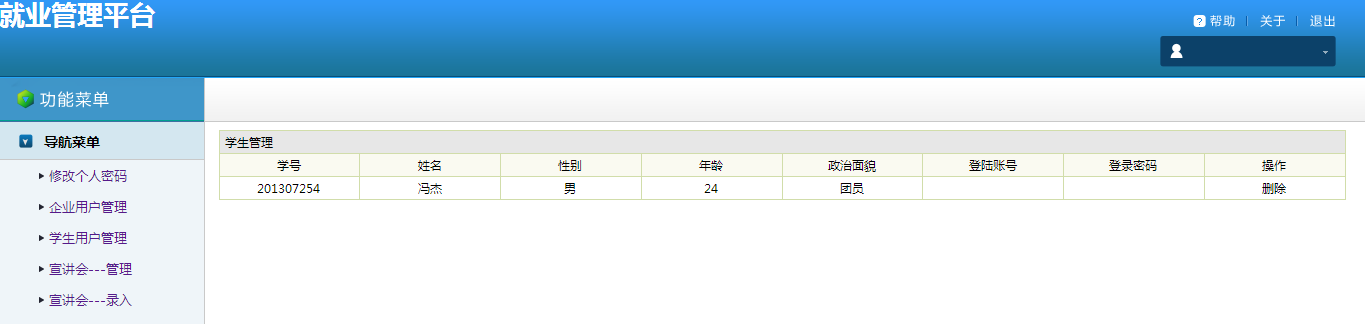 就业管理平台
? 帮助 | 关于 | 退出
功能菜单
导航菜单
修改个人密码
企业用户管理
学生用户管理
宣讲会---管理
宣讲会---录入
学生管理
学号 姓名 性别 年龄 政治面貌 登陆账号 登录密码 操作
201307254 冯杰 男 24 团员 删除